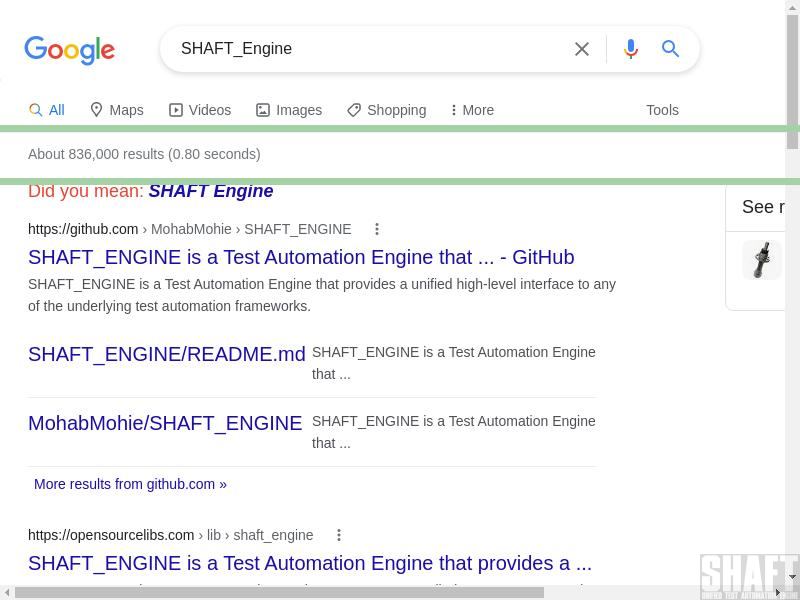 Google
SHAFT_Engine
All Maps Videos Images Shopping More Tools
About 836,000 results (0.80 seconds)
Did you mean: SHAFT Engine
See r
https://github.com › MohabMohie › SHAFT_ENGINE
SHAFT_ENGINE is a Test Automation Engine that ... - GitHub
SHAFT_ENGINE is a Test Automation Engine that provides a unified high-level interface to any
of the underlying test automation frameworks.
SHAFT_ENGINE/README.md
SHAFT_ENGINE is a Test Automation Engine
that ...
MohabMohie/SHAFT_ENGINE
SHAFT_ENGINE is a Test Automation Engine
that ...
More results from github.com »
https://opensourcelibs.com › lib › shaft_engine
SHAFT_ENGINE is a Test Automation Engine that provides a ...
SHAFT